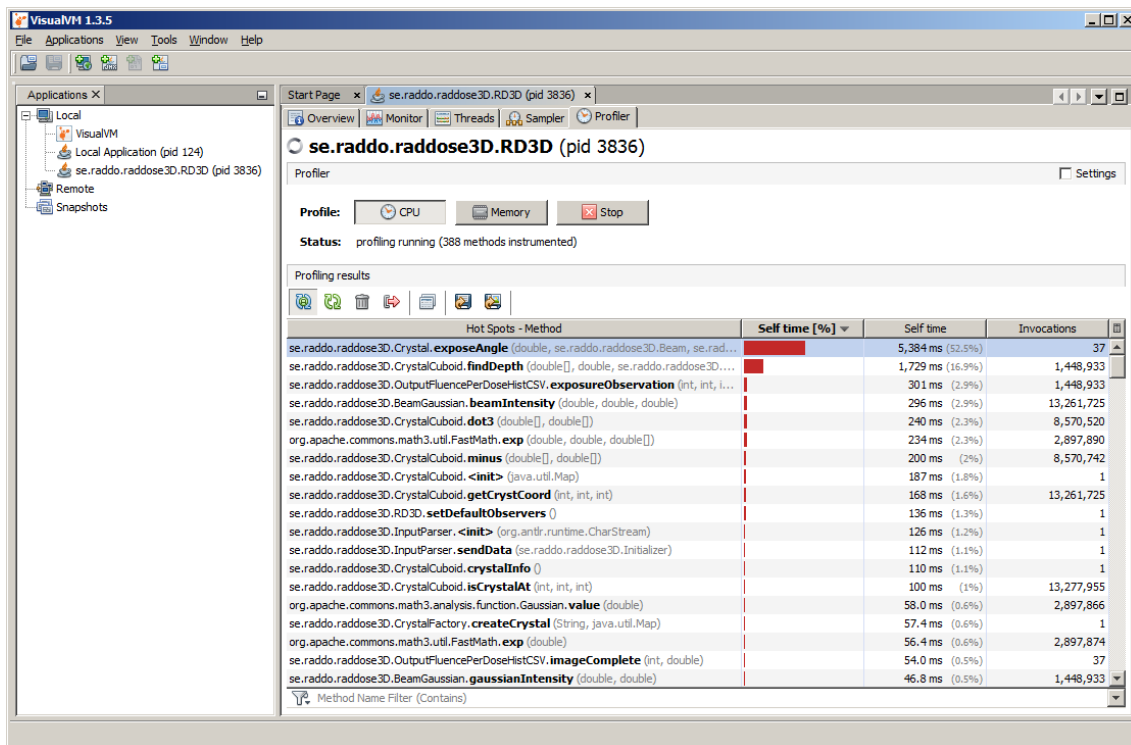 VisualVM 1.3.5
File Applications View Tools Window Help
Applications X
Local
VisualVM
Local Application (pid 124)
se.raddo.raddose3D.RD3D (pid 3836)
Remote
Snapshots
Start Page × se.raddo.raddose3D.RD3D (pid 3836) ×
Overview Monitor Threads Sampler Profiler
se.raddo.raddose3D.RD3D (pid 3836)
Profiler Settings
Profile: CPU Memory Stop
Status: profiling running (388 methods instrumented)
Profiling results
Hot Spots - Method Self time [%] Self time Invocations
se.raddo.raddose3D.Crystal.exposeAngle (double, se.raddo.raddose3D.Beam, se.rad... 5,384 ms (52.5%) 37
se.raddo.raddose3D.CrystalCuboid.findDepth (double[], double, se.raddo.raddose3D.... 1,729 ms (16.9%) 1,448,933
se.raddo.raddose3D.OutputFluencePerDoseHistCSV.exposureObservation (int, int, i... 301 ms (2.9%) 1,448,933
se.raddo.raddose3D.BeamGaussian.beamIntensity (double, double, double) 296 ms (2.9%) 13,261,725
se.raddo.raddose3D.CrystalCuboid.dot3 (double[], double[]) 240 ms (2.3%) 8,570,520
org.apache.commons.math3.util.FastMath.exp (double, double, double[]) 234 ms (2.3%) 2,897,890
se.raddo.raddose3D.CrystalCuboid.minus (double[], double[]) 200 ms (2%) 8,570,742
se.raddo.raddose3D.CrystalCuboid.<init> (java.util.Map) 187 ms (1.8%) 1
se.raddo.raddose3D.CrystalCuboid.getCrystCoord (int, int, int) 168 ms (1.6%) 13,261,725
se.raddo.raddose3D.RD3D.setDefaultObservers () 136 ms (1.3%) 1
se.raddo.raddose3D.InputParser.<init> (org.antlr.runtime.CharStream) 126 ms (1.2%) 1
se.raddo.raddose3D.InputParser.sendData (se.raddo.raddose3D.Initializer) 112 ms (1.1%) 1
se.raddo.raddose3D.CrystalCuboid.crystalInfo () 110 ms (1.1%) 1
se.raddo.raddose3D.CrystalCuboid.isCrystalAt (int, int, int) 100 ms (1%) 13,277,955
org.apache.commons.math3.analysis.function.Gaussian.value (double) 58.0 ms (0.6%) 2,897,866
se.raddo.raddose3D.CrystalFactory.createCrystal (String, java.util.Map) 57.4 ms (0.6%) 1
org.apache.commons.math3.util.FastMath.exp (double) 56.4 ms (0.6%) 2,897,874
se.raddo.raddose3D.OutputFluencePerDoseHistCSV.imageComplete (int, double) 54.0 ms (0.5%) 37
se.raddo.raddose3D.BeamGaussian.gaussianIntensity (double, double) 46.8 ms (0.5%) 1,448,933
Method Name Filter (Contains)